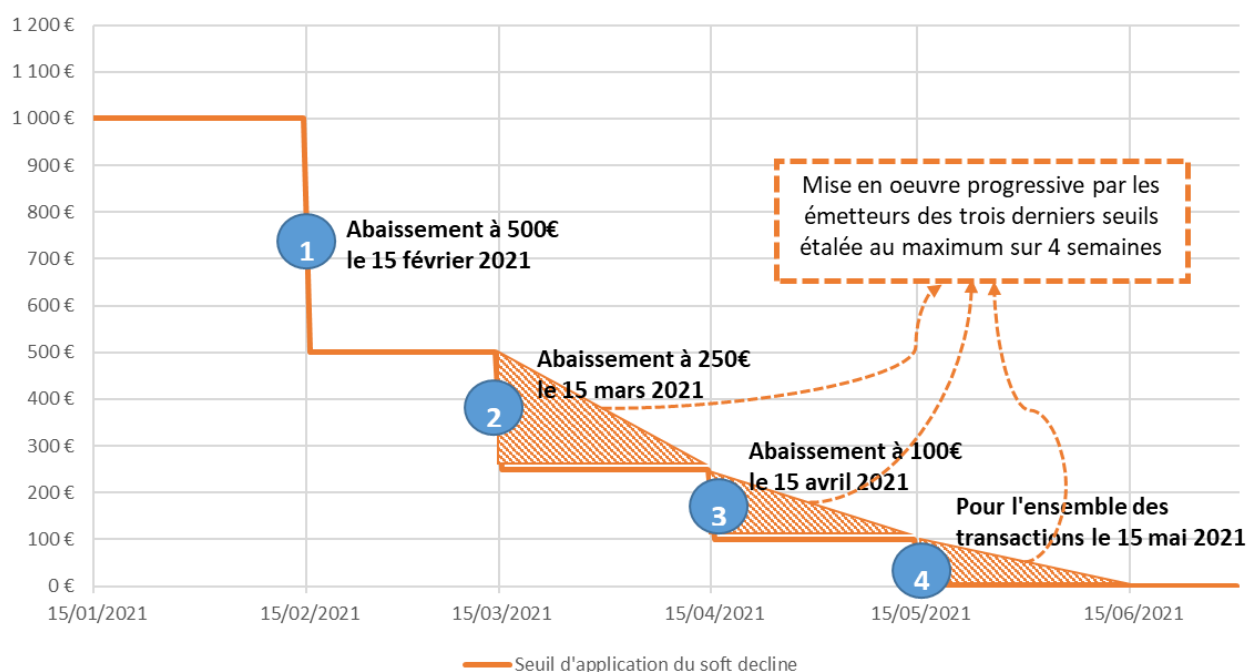 1 200 €
1 100 €
1 000 €
900 €
800 €
700 €
600 €
500 €
400 €
300 €
200 €
100 €
0 €
Mise en oeuvre progressive par les
émetteurs des trois derniers seuils
étalée au maximum sur 4 semaines
1
Abaissement à 500€
le 15 février 2021
2
Abaissement à 250€
le 15 mars 2021
3
Abaissement à 100€
le 15 avril 2021
4
Pour l'ensemble des
transactions le 15 mai 2021
15/01/2021 15/02/2021 15/03/2021 15/04/2021 15/05/2021 15/06/2021
Seuil d'application du soft decline